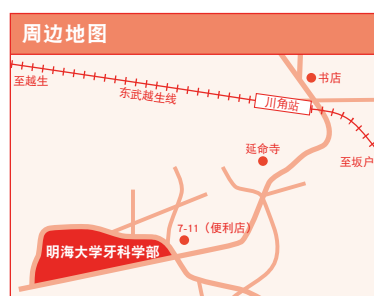 周边地图
书店
至越生
东武越生线
川角站
延命寺
至坂户
7-11（便利店）
明海大学牙科学部